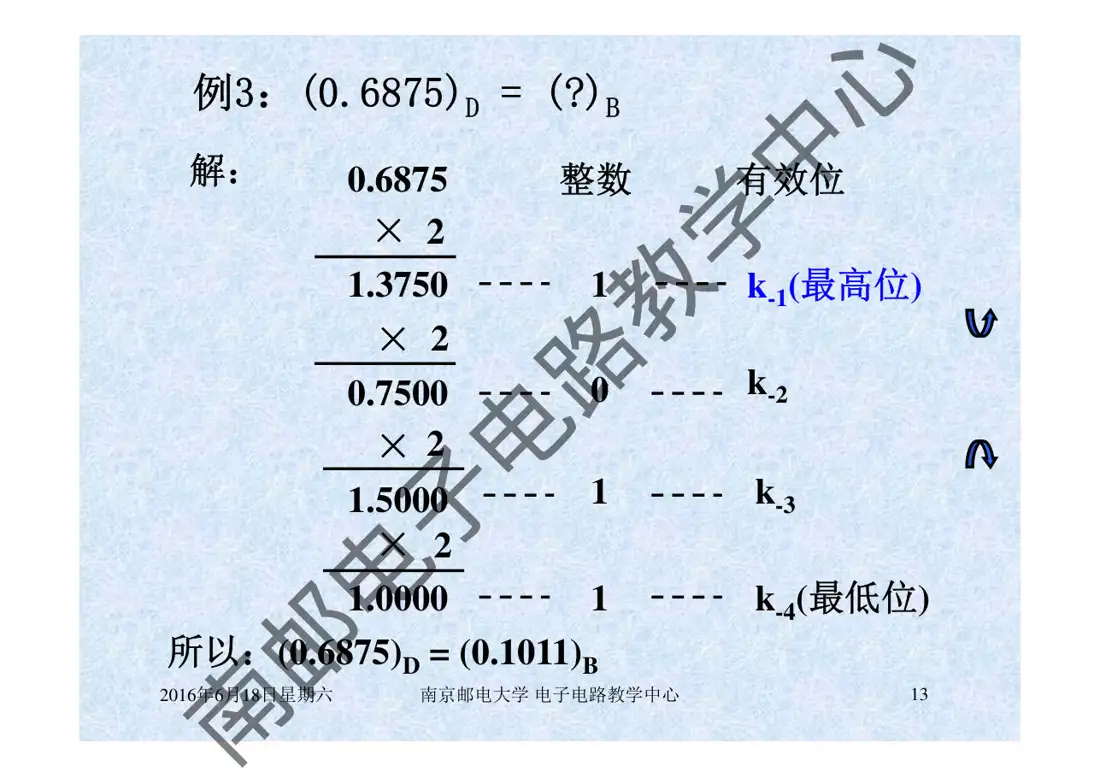 例3：(0.6875)D = (?)B
解： 0.6875 整数 有效位
× 2
1.3750 ---- 1 ---- k-1(最高位)
× 2
0.7500 ---- 0 ---- k-2
× 2
1.5000 ---- 1 ---- k-3
× 2
1.0000 ---- 1 ---- k-4(最低位)
所以：(0.6875)D = (0.1011)B
2016年6月18日星期六 南京邮电大学 电子电路教学中心 13
南邮电子电路教学中心